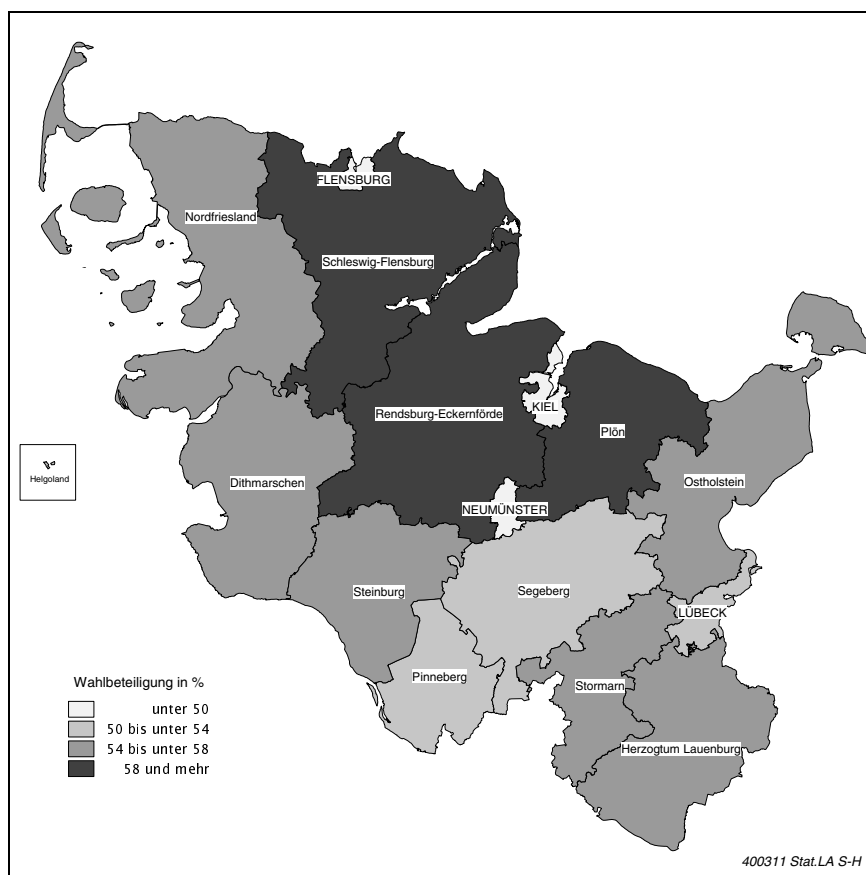 FLENSBURG
Nordfriesland
Schleswig-Flensburg
KIEL
Rendsburg-Eckernförde
Plön
Helgoland
Dithmarschen
Ostholstein
NEUMÜNSTER
Steinburg
Segeberg
LÜBECK
Pinneberg
Stormarn
Herzogtum Lauenburg
Wahlbeteiligung in %
unter 50
50 bis unter 54
54 bis unter 58
58 und mehr
400311 Stat.LA S-H